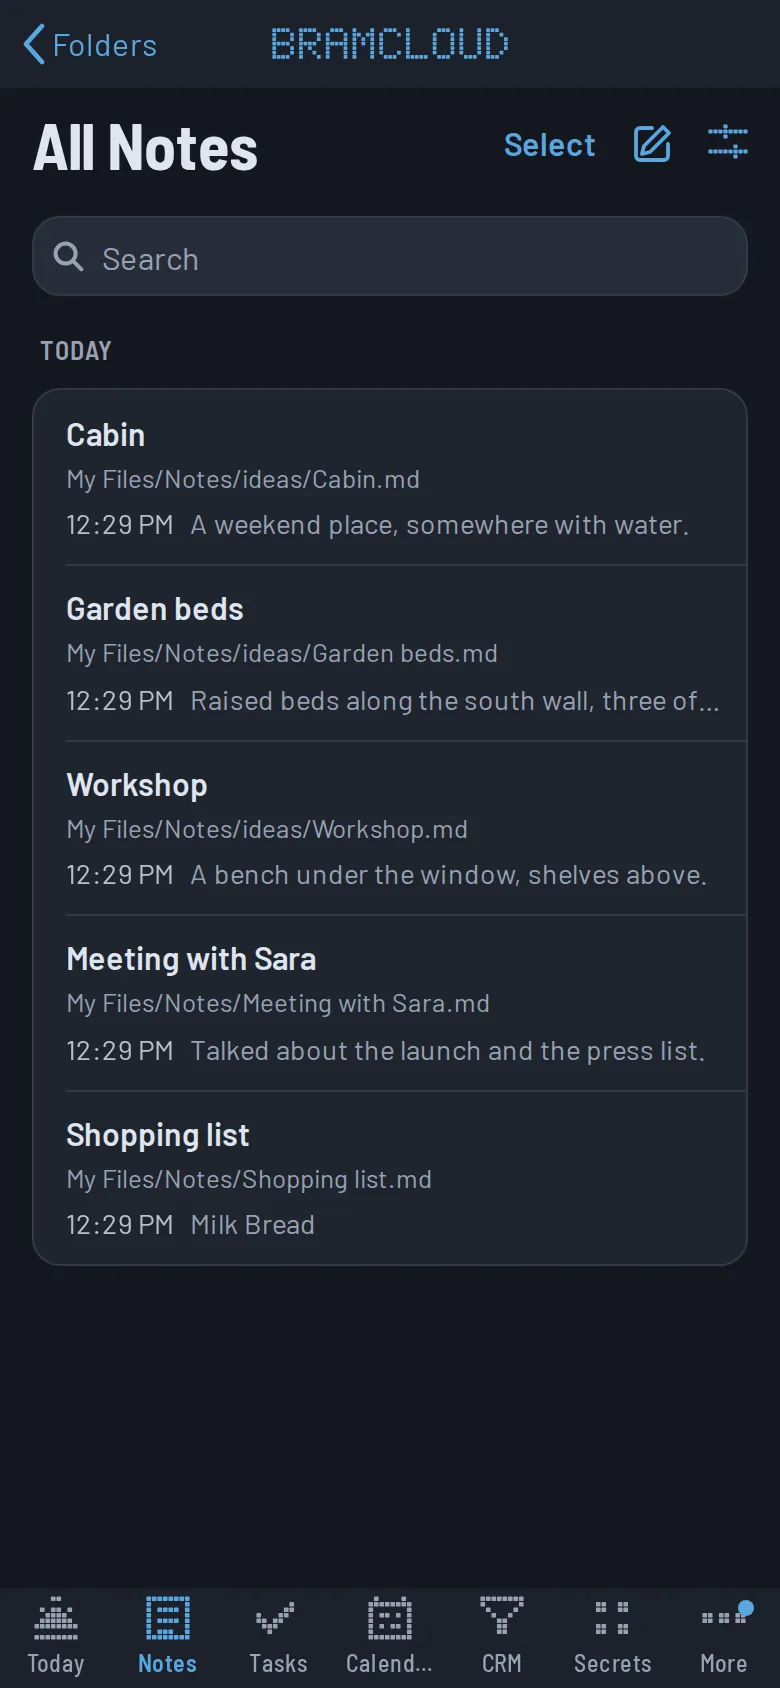 Folders
BRAMCLOUD
All Notes
Select
Search
TODAY
Cabin
My Files/Notes/ideas/Cabin.md
12:29 PM A weekend place, somewhere with water.
Garden beds
My Files/Notes/ideas/Garden beds.md
12:29 PM Raised beds along the south wall, three of...
Workshop
My Files/Notes/ideas/Workshop.md
12:29 PM A bench under the window, shelves above.
Meeting with Sara
My Files/Notes/Meeting with Sara.md
12:29 PM Talked about the launch and the press list.
Shopping list
My Files/Notes/Shopping list.md
12:29 PM Milk Bread
Today Notes Tasks Calend... CRM Secrets More